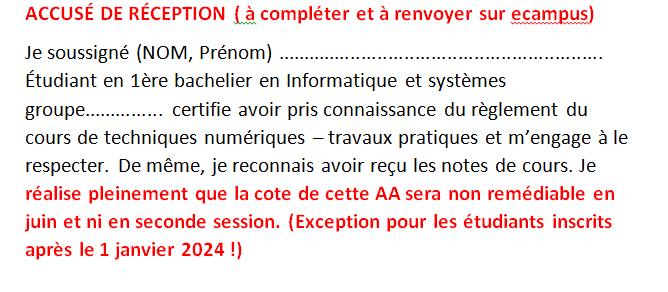 ACCUSÉ DE RÉCEPTION ( à compléter et à renvoyer sur ecampus)
Je soussigné (NOM, Prénom) ................................................................
Étudiant en 1ère bachelier en Informatique et systèmes
groupe............... certifie avoir pris connaissance du règlement du
cours de techniques numériques – travaux pratiques et m’engage à le
respecter. De même, je reconnais avoir reçu les notes de cours. Je
réalise pleinement que la cote de cette AA sera non remédiable en
juin et ni en seconde session. (Exception pour les étudiants inscrits
après le 1 janvier 2024 !)